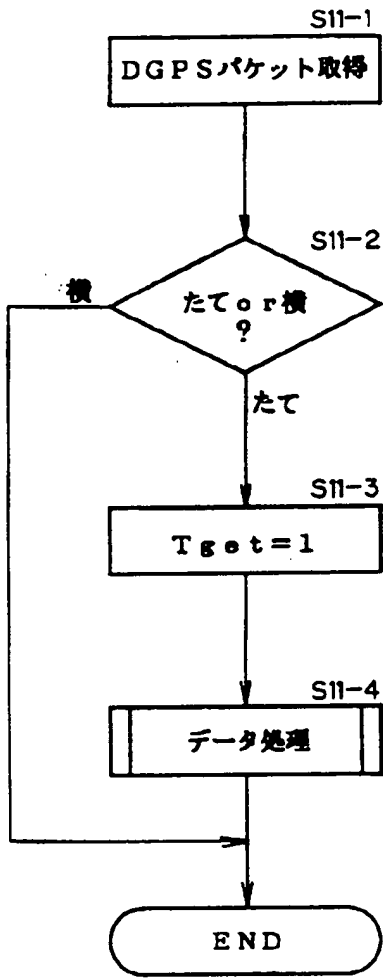 S11-1
DGPSパケット取得
S11-2
横
たてor横
?
たて
S11-3
Tget=1
S11-4
データ処理
END